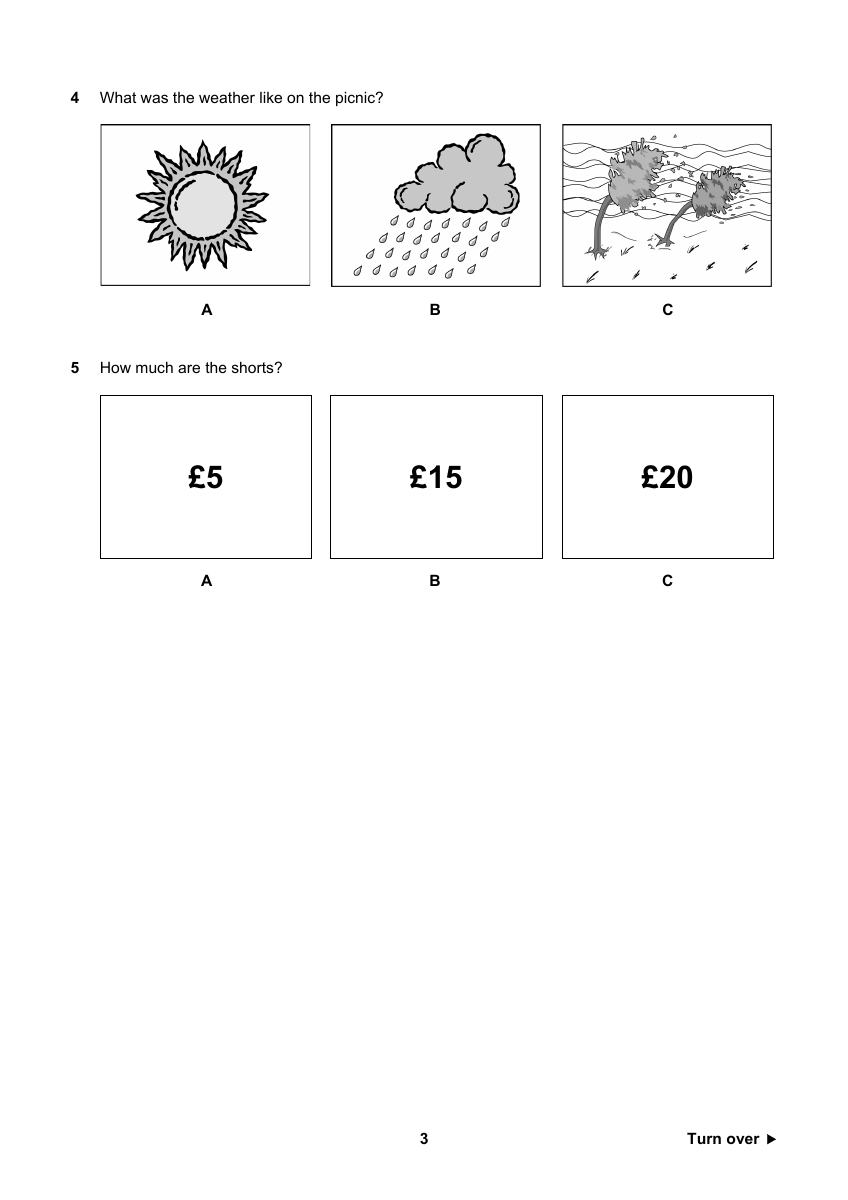 4 What was the weather like on the picnic?
A B C
5 How much are the shorts?
£5 £15 £20
A B C
3 Turn over ►